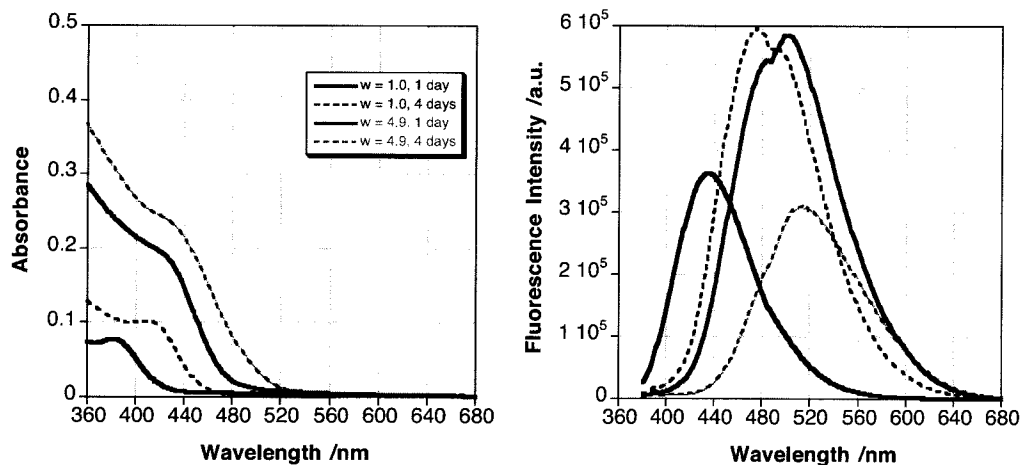 0.5
0.4
0.3
0.2
0.1
0
Absorbance
360 400 440 480 520 560 600 640 680
Wavelength /nm
w = 1.0, 1 day
w = 1.0, 4 days
w = 4.9. 1 day
w = 4.9, 4 days
6 10⁵
5 10⁵
4 10⁵
3 10⁵
2 10⁵
1 10⁵
0
Fluorescence Intensity /a.u.
360 400 440 480 520 560 600 640 680
Wavelength /nm